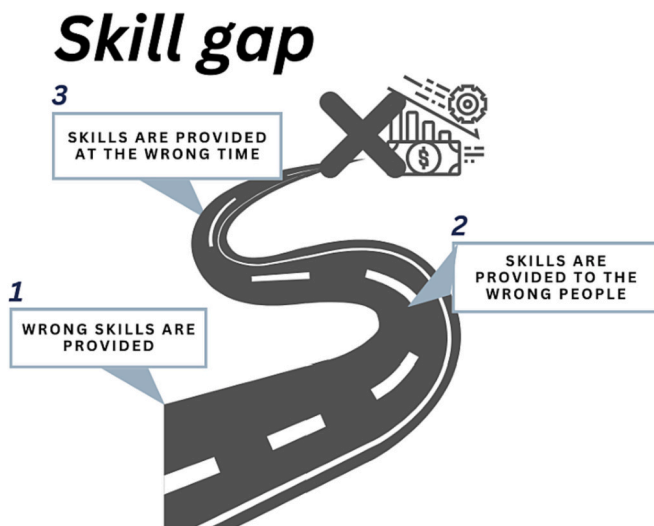 Skill gap
3
SKILLS ARE PROVIDED
AT THE WRONG TIME
$
2
SKILLS ARE
PROVIDED TO THE
WRONG PEOPLE
1
WRONG SKILLS ARE
PROVIDED